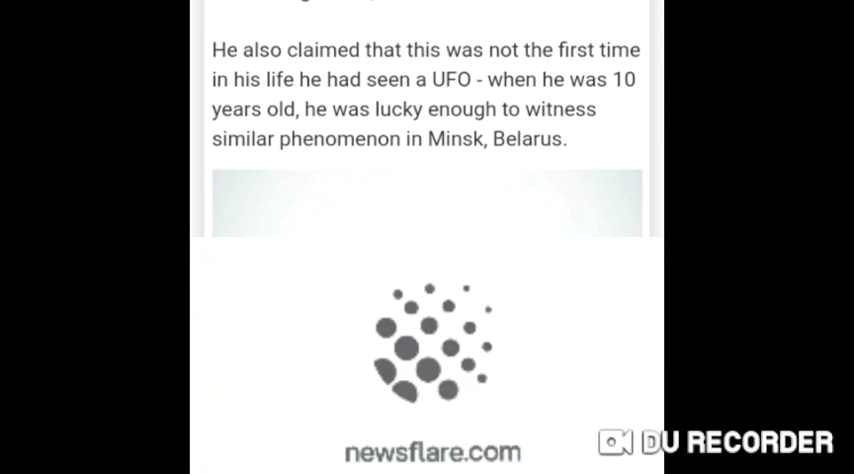 He also claimed that this was not the first time
in his life he had seen a UFO - when he was 10
years old, he was lucky enough to witness
similar phenomenon in Minsk, Belarus.
newsflare.com
DU RECORDER